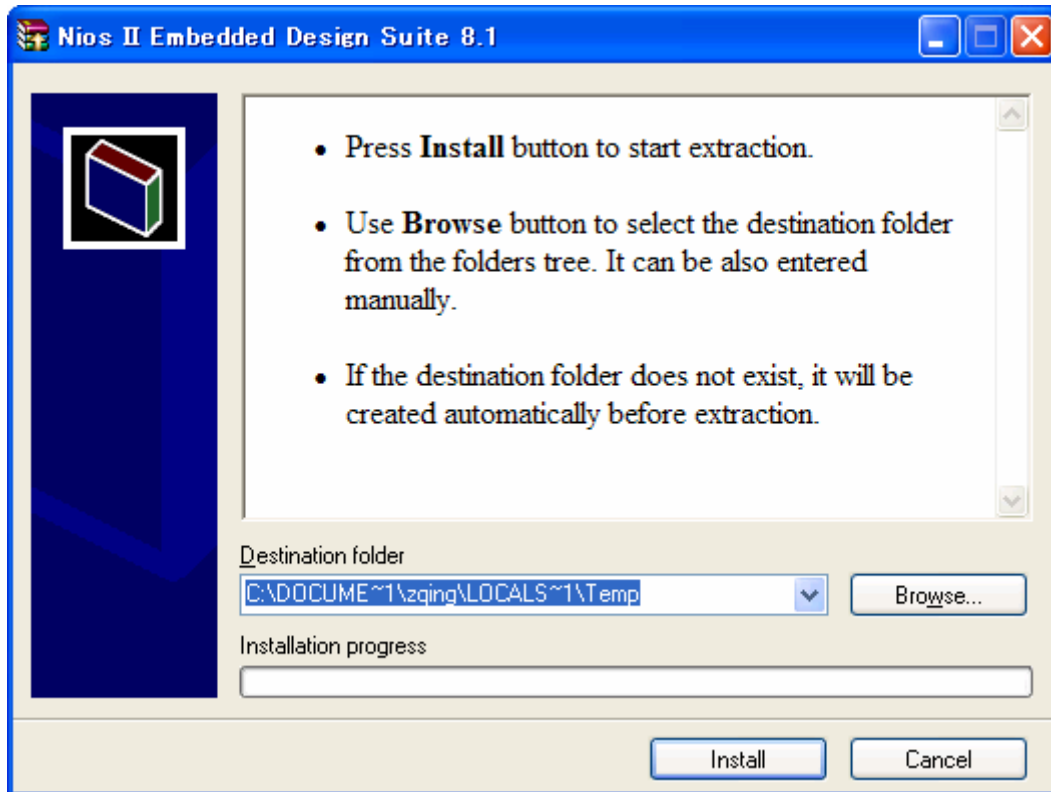 Nios II Embedded Design Suite 8.1
• Press Install button to start extraction.
• Use Browse button to select the destination folder
from the folders tree. It can be also entered
manually.
• If the destination folder does not exist, it will be
created automatically before extraction.
Destination folder
C:\DOCUME~1\zqing\LOCALS~1\Temp
Browse...
Installation progress
Install
Cancel